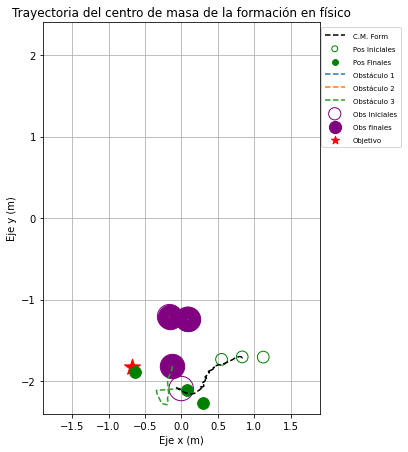 Trayectoria del centro de masa de la formación en físico
C.M. Form
Pos Iniciales
Pos Finales
Obstáculo 1
Obstáculo 2
Obstáculo 3
Obs iniciales
Obs finales
Objetivo
Eje y (m)
2
1
0
−1
−2
−1.5
−1.0
−0.5
0.0
0.5
1.0
1.5
Eje x (m)